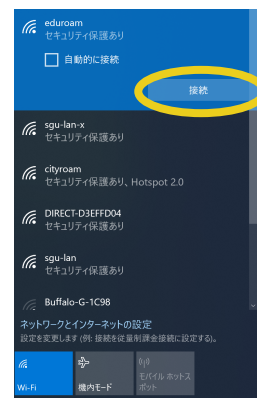 eduroam
セキュリティ保護あり
自動的に接続
接続
sgu-lan-x
セキュリティ保護あり
cityroam
セキュリティ保護あり、Hotspot 2.0
DIRECT-D3EFFD04
セキュリティ保護あり
sgu-lan
セキュリティ保護あり
Buffalo-G-1C98
ネットワークとインターネットの設定
設定を変更します (例: 接続を従量制課金接続に設定する)。
Wi-Fi
機内モード
モバイル ホットス
ポット